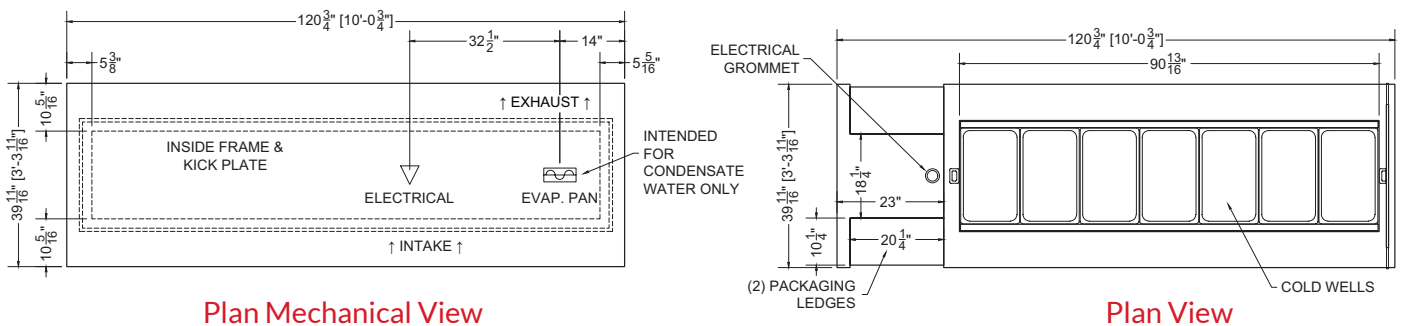 120 3/4" [10'-0 3/4"]
32 1/2"
14"
5 3/8"
5 5/16"
10 5/16"
39 11/16" [3'-3 11/16"]
10 5/16"
↑ EXHAUST ↑
INSIDE FRAME &
KICK PLATE
ELECTRICAL
EVAP. PAN
INTENDED
FOR
CONDENSATE
WATER ONLY
↑ INTAKE ↑
Plan Mechanical View
120 3/4" [10'-0 3/4"]
90 13/16"
ELECTRICAL
GROMMET
39 11/16" [3'-3 11/16"]
18 1/4"
23"
20 1/4"
10 1/4"
(2) PACKAGING
LEDGES
COLD WELLS
Plan View